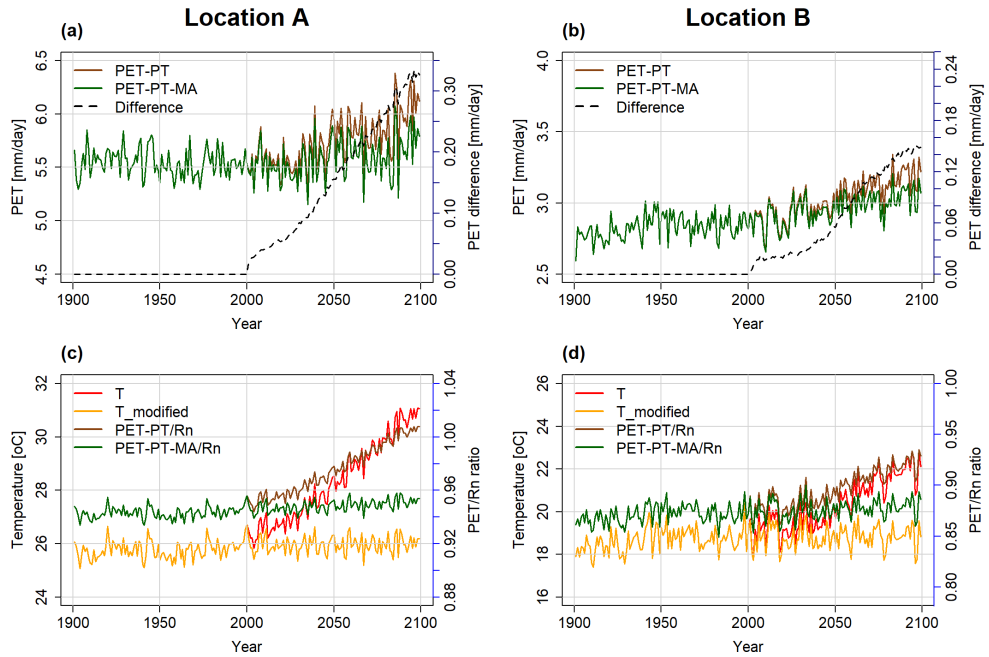 Location A
Location B
(a)
(b)
PET-PT
PET-PT-MA
Difference
PET [mm/day]
4.5 5.0 5.5 6.0 6.5
PET difference [mm/day]
0.00 0.10 0.20 0.30
1900 1950 2000 2050 2100
Year
PET-PT
PET-PT-MA
Difference
PET [mm/day]
2.5 3.0 3.5 4.0
PET difference [mm/day]
0.00 0.06 0.12 0.18 0.24
1900 1950 2000 2050 2100
Year
(c)
(d)
T
T_modified
PET-PT/Rn
PET-PT-MA/Rn
Temperature [oC]
24 26 28 30 32
PET/Rn ratio
0.88 0.92 0.96 1.00 1.04
1900 1950 2000 2050 2100
Year
T
T_modified
PET-PT/Rn
PET-PT-MA/Rn
Temperature [oC]
16 18 20 22 24 26
PET/Rn ratio
0.80 0.85 0.90 0.95 1.00
1900 1950 2000 2050 2100
Year